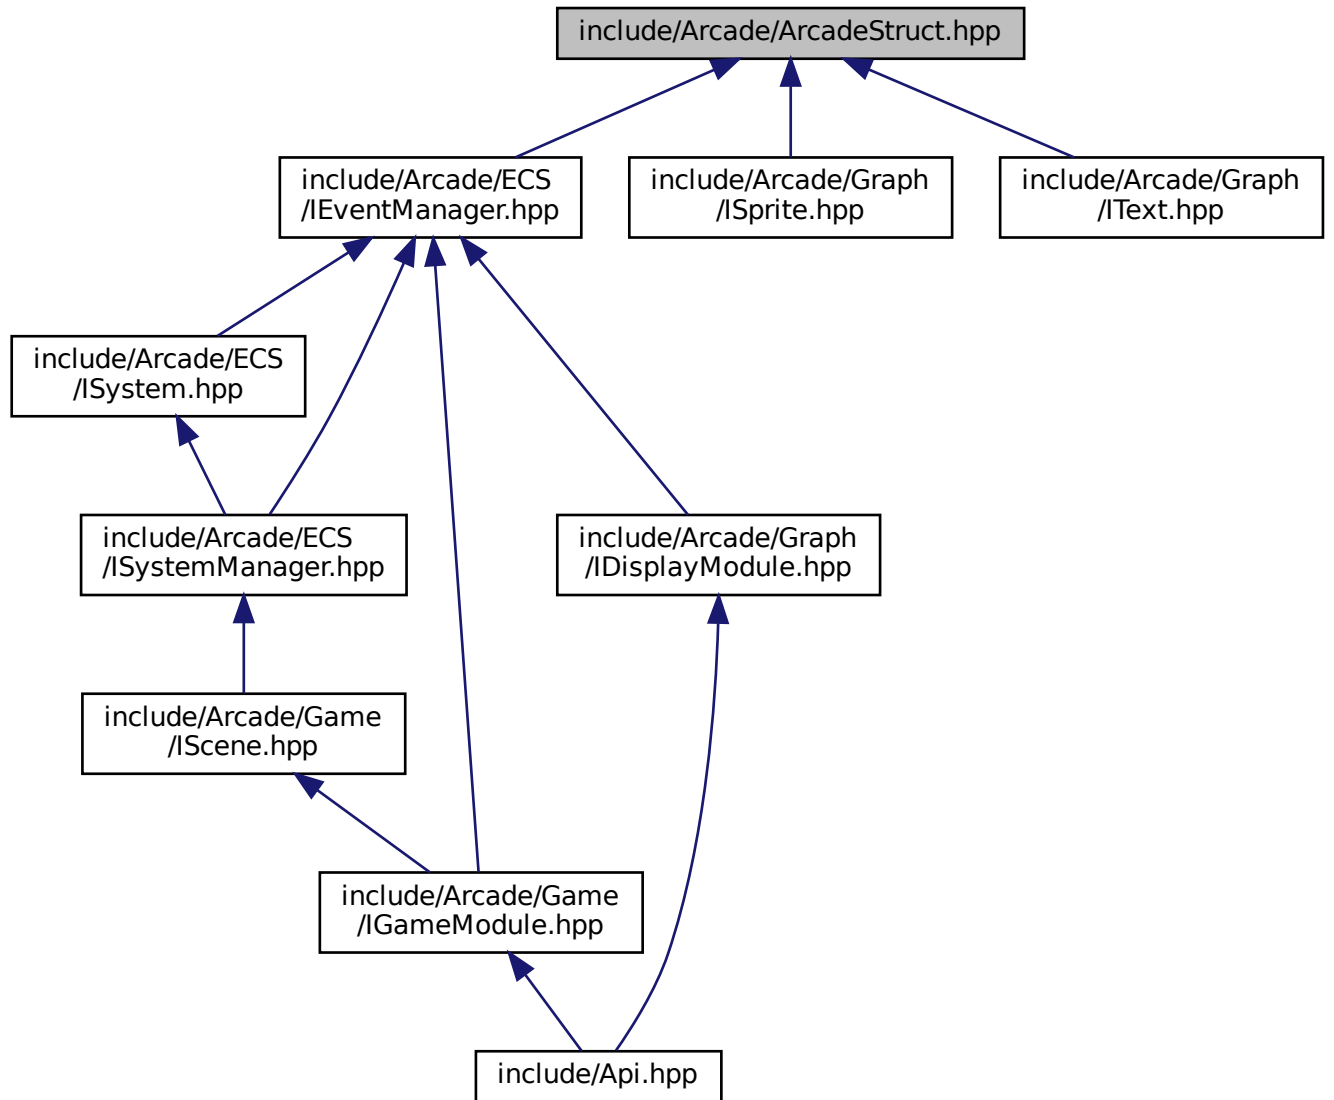 include/Arcade/ArcadeStruct.hpp
include/Arcade/ECS
/IEventManager.hpp
include/Arcade/Graph
/ISprite.hpp
include/Arcade/Graph
/IText.hpp
include/Arcade/ECS
/ISystem.hpp
include/Arcade/ECS
/ISystemManager.hpp
include/Arcade/Graph
/IDisplayModule.hpp
include/Arcade/Game
/IScene.hpp
include/Arcade/Game
/IGameModule.hpp
include/Api.hpp